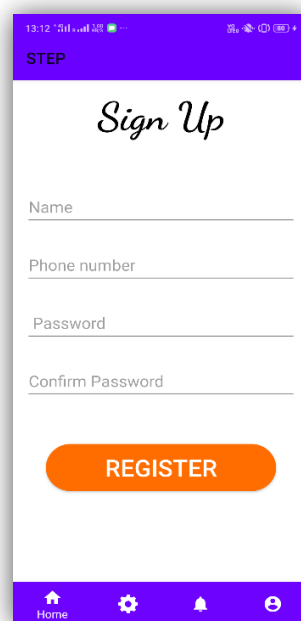 13:12
STEP
Sign Up
Name
Phone number
Password
Confirm Password
REGISTER
Home